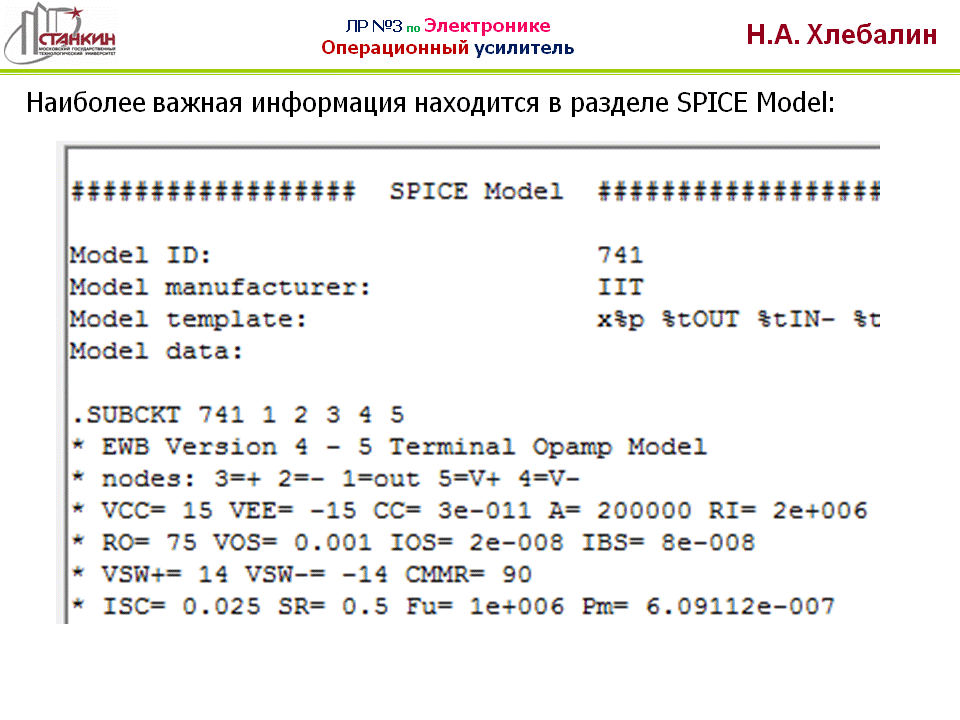 СТАНКИН
МОСКОВСКИЙ ГОСУДАРСТВЕННЫЙ
ТЕХНОЛОГИЧЕСКИЙ УНИВЕРСИТЕТ
ЛР №3 по Электронике
Операционный усилитель
Н.А. Хлебалин
Наиболее важная информация находится в разделе SPICE Model:
################## SPICE Model ##################
Model ID: 741
Model manufacturer: IIT
Model template: x%p %tOUT %tIN- %t
Model data:
.SUBCKT 741 1 2 3 4 5
* EWB Version 4 - 5 Terminal Opamp Model
* nodes: 3=+ 2=- 1=out 5=V+ 4=V-
* VCC= 15 VEE= -15 CC= 3e-011 A= 200000 RI= 2e+006
* RO= 75 VOS= 0.001 IOS= 2e-008 IBS= 8e-008
* VSW+= 14 VSW-= -14 CMMR= 90
* ISC= 0.025 SR= 0.5 Fu= 1e+006 Pm= 6.09112e-007